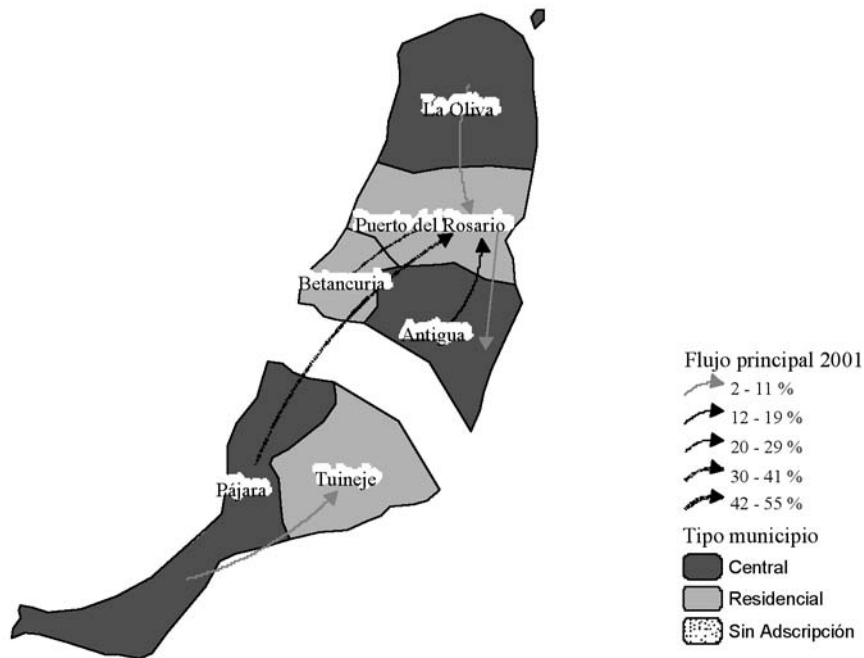 La Oliva
Puerto del Rosario
Betancuria
Antigua
Pájara
Tuineje
Flujo principal 2001
2 - 11 %
12 - 19 %
20 - 29 %
30 - 41 %
42 - 55 %
Tipo municipio
Central
Residencial
Sin Adscripción